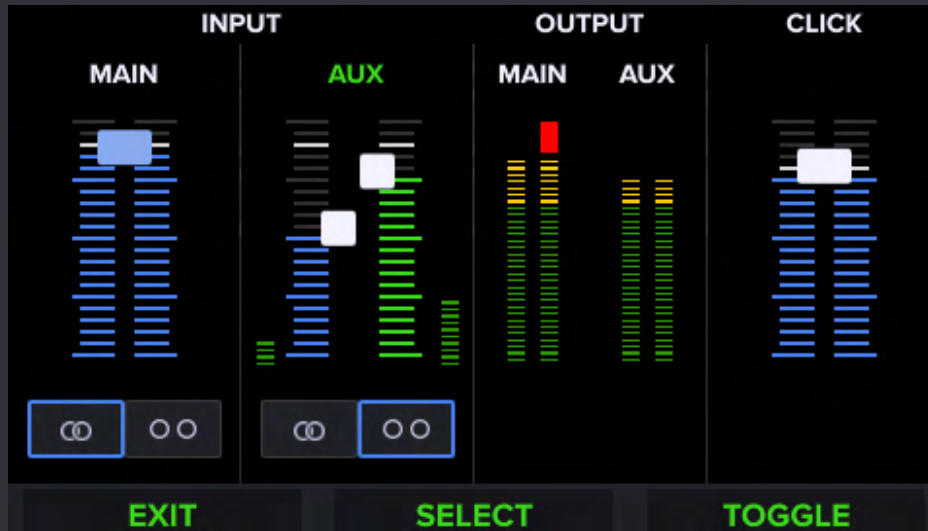 INPUT OUTPUT CLICK
MAIN AUX MAIN AUX
EXIT SELECT TOGGLE